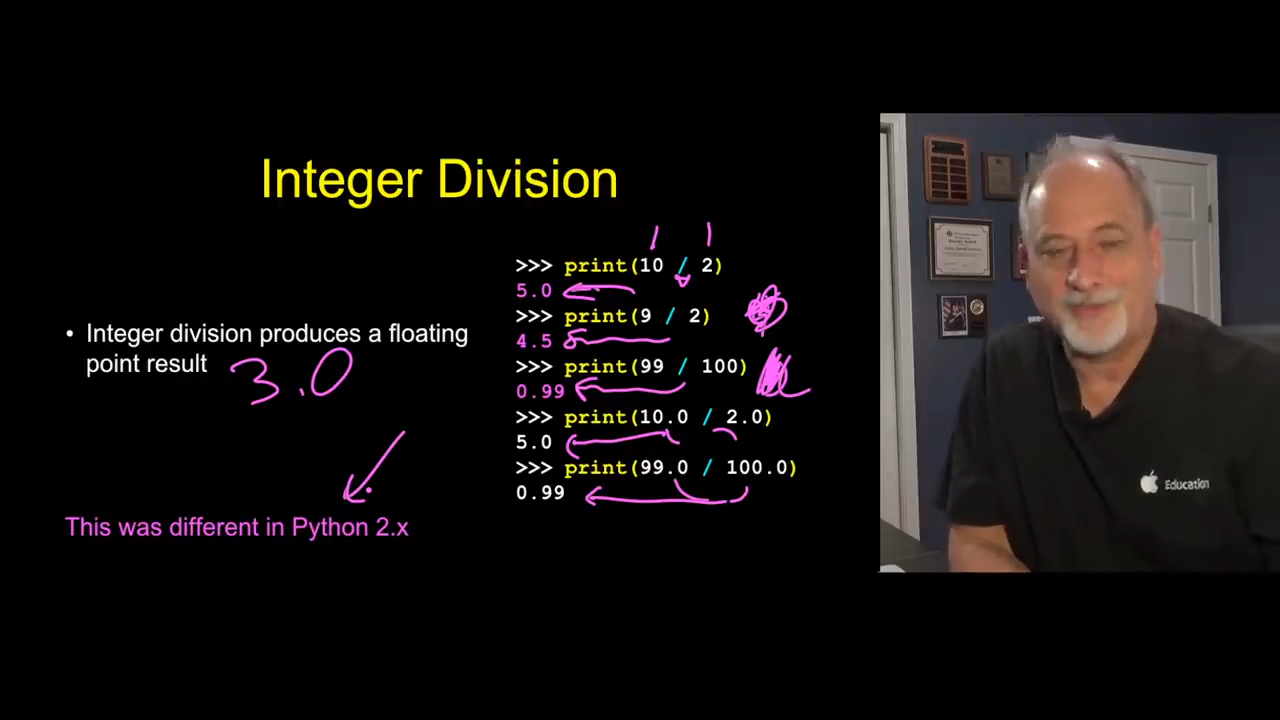 Integer Division
• Integer division produces a floating
point result
3.0
This was different in Python 2.x
>>> print(10 / 2)
5.0
>>> print(9 / 2)
4.5
>>> print(99 / 100)
0.99
>>> print(10.0 / 2.0)
5.0
>>> print(99.0 / 100.0)
0.99
Education